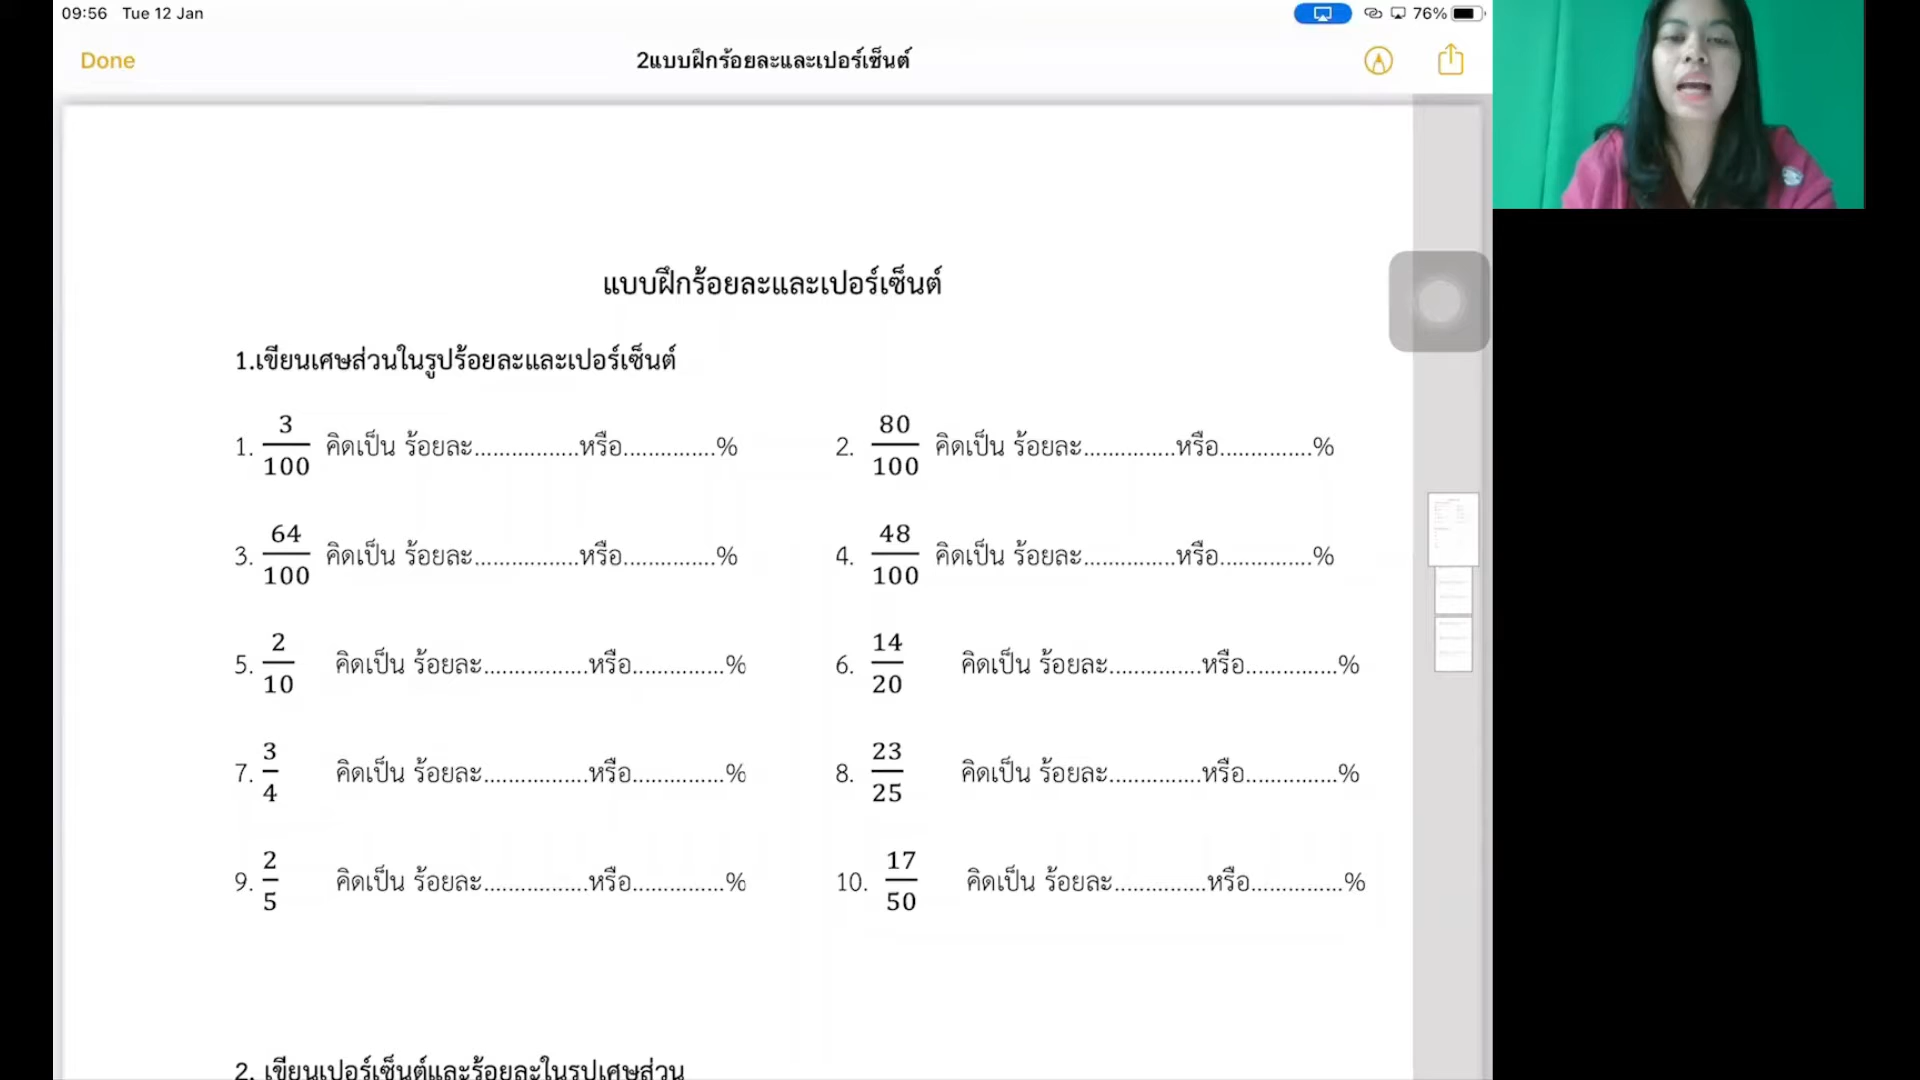 09:56 Tue 12 Jan 76%
Done 2แบบฝึกร้อยละและเปอร์เซ็นต์
แบบฝึกร้อยละและเปอร์เซ็นต์
1.เขียนเศษส่วนในรูปร้อยละและเปอร์เซ็นต์
1. 3/100 คิดเป็น ร้อยละ.................หรือ...............%
2. 80/100 คิดเป็น ร้อยละ...............หรือ...............%
3. 64/100 คิดเป็น ร้อยละ.................หรือ...............%
4. 48/100 คิดเป็น ร้อยละ...............หรือ...............%
5. 2/10 คิดเป็น ร้อยละ.................หรือ...............%
6. 14/20 คิดเป็น ร้อยละ...............หรือ...............%
7. 3/4 คิดเป็น ร้อยละ.................หรือ...............%
8. 23/25 คิดเป็น ร้อยละ...............หรือ...............%
9. 2/5 คิดเป็น ร้อยละ.................หรือ...............%
10. 17/50 คิดเป็น ร้อยละ...............หรือ...............%
2. เขียนเปอร์เซ็นต์และร้อยละในรูปเศษส่วน